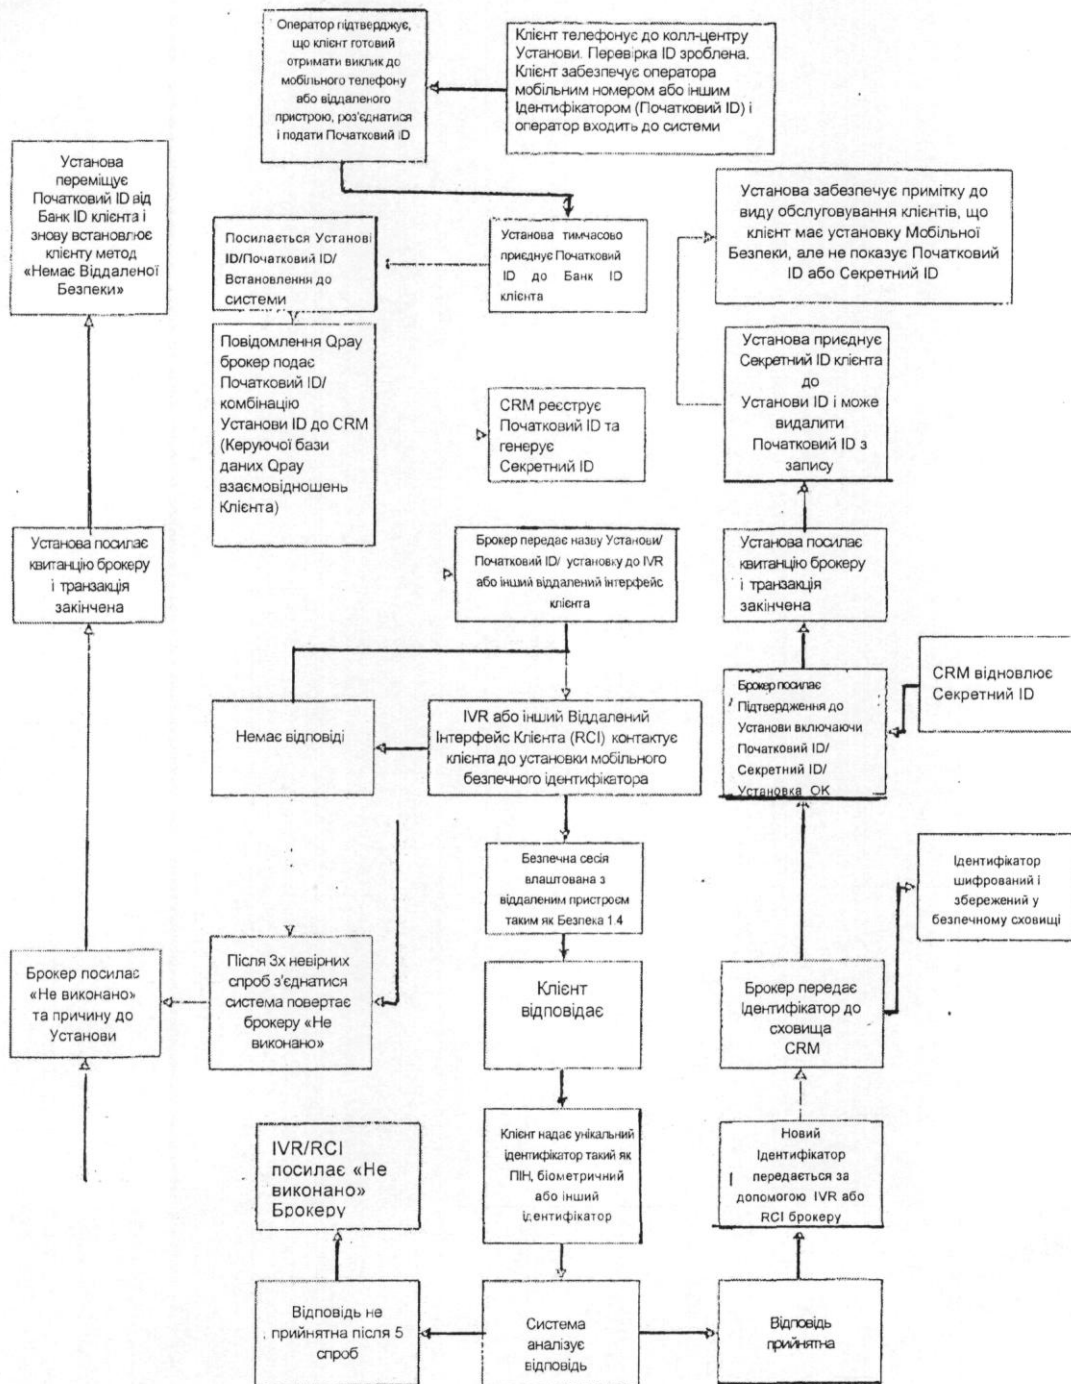 Оператор підтверджує,
що клієнт готовий
отримати виклик до
мобільного телефону
або віддаленого
пристрою, роз'єднатися
і подати Початковий ID
Клієнт телефонує до колл-центру
Установи. Перевірка ID зроблена.
Клієнт забезпечує оператора
мобільним номером або іншим
Ідентифікатором (Початковий ID) і
оператор входить до системи
Установа
переміщує
Початковий ID від
Банк ID клієнта і
знову встановлює
клієнту метод
«Немає Віддаленої
Безпеки»
Посилається Установі
ID/Початковий ID/
Встановлення до
системи
Установа тимчасово
приєднує Початковий
ID до Банк ID
клієнта
Установа забезпечує примітку до
виду обслуговування клієнтів, що
клієнт має установку Мобільної
Безпеки, але не показує Початковий
ID або Секретний ID
Повідомлення Qpay
брокер подає
Початковий ID/
комбінацію
Установи ID до CRM
(Керуючої бази
даних Qpay
взаємовідношень
Клієнта)
CRM реєструє
Початковий ID та
генерує
Секретний ID
Установа приєднує
Секретний ID клієнта
до
Установи ID і може
видалити
Початковий ID з
запису
Установа посилає
квитанцію брокеру
і транзакція
закінчена
Брокер передає назву Установи/
Початковий ID/ установку до IVR
або інший віддалений інтерфейс
клієнта
Установа посилає
квитанцію брокеру
і транзакція
закінчена
Немає відповіді
IVR або інший Віддалений
Інтерфейс Клієнта (RCI) контактує
клієнта до установки мобільного
безпечного ідентифікатора
Брокер посилає
Підтвердження до
Установи включаючи
Початковий ID/
Секретний ID/
Установка OK
CRM відновлює
Секретний ID
Безпечна сесія
влаштована з
віддаленим пристроєм
таким як Безпека 1.4
Ідентифікатор
шифрований і
збережений у
безпечному сховищі
Брокер посилає
«Не виконано»
та причину до
Установи
Після 3х невірних
спроб з'єднатися
система повертає
брокеру «Не
виконано»
Клієнт
відповідає
Брокер передає
Ідентифікатор до
сховища
CRM
IVR/RCI
посилає «Не
виконано»
Брокеру
Клієнт надає унікальний
ідентифікатор такий як
ПІН, біометричний
або інший
ідентифікатор
Новий
Ідентифікатор
передається за
допомогою IVR або
RCI брокеру
Відповідь не
прийнятна після 5
спроб
Система
аналізує
відповідь
Відповідь
прийнятна